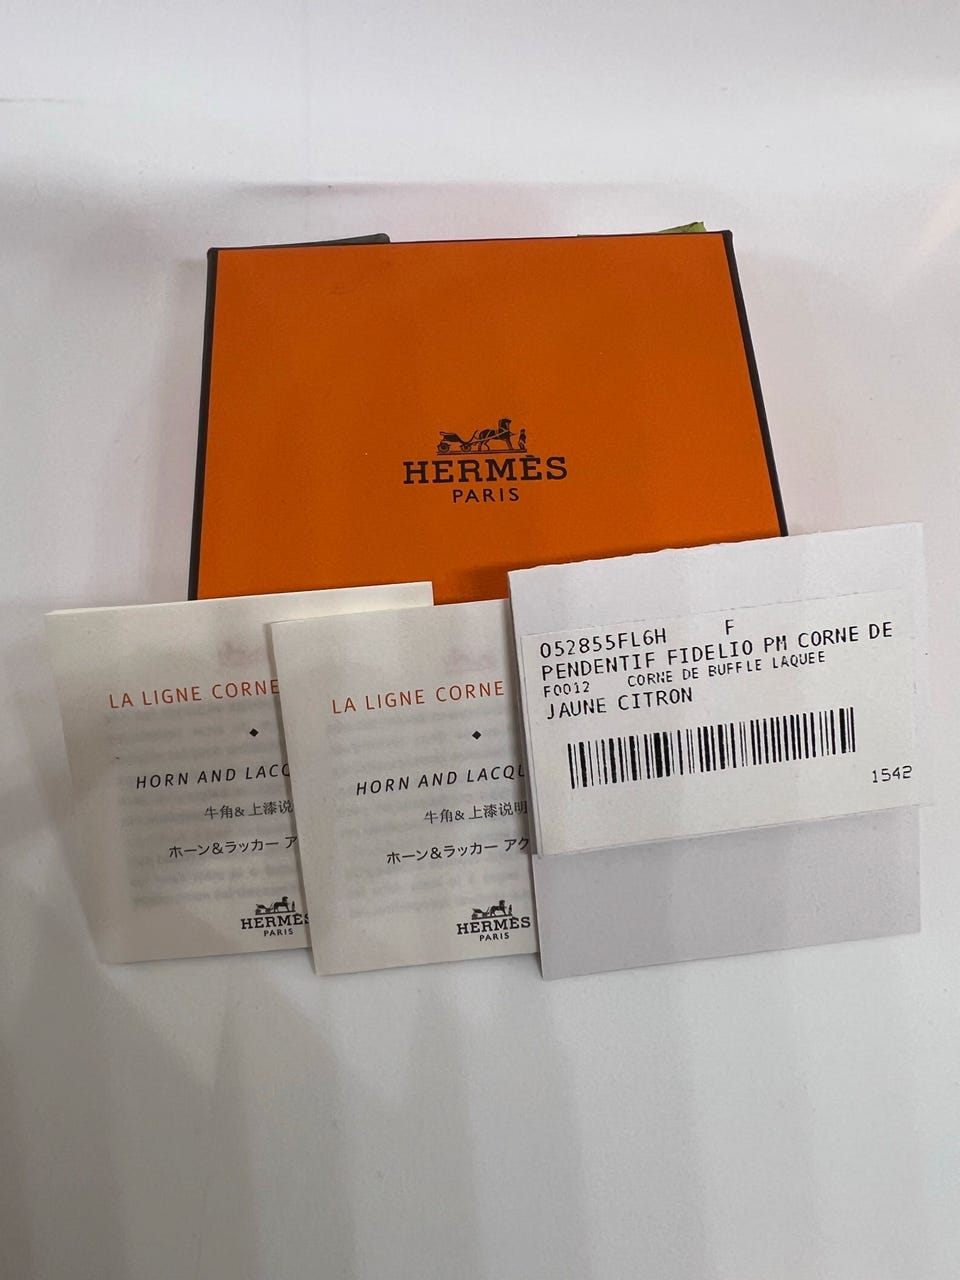 HERMÈS
PARIS
LA LIGNE CORNE
HORN AND LACQ
牛角&上漆说
ホーン&ラッカー ア
HERMÈS
PARIS
LA LIGNE CORNE
HORN AND LACQU
牛角&上漆说明
ホーン&ラッカー アク
HERMÈS
PARIS
052855FL6H F
PENDENTIF FIDELIO PM CORNE DE
F0012 CORNE DE BUFFLE LAQUEE
JAUNE CITRON
1542